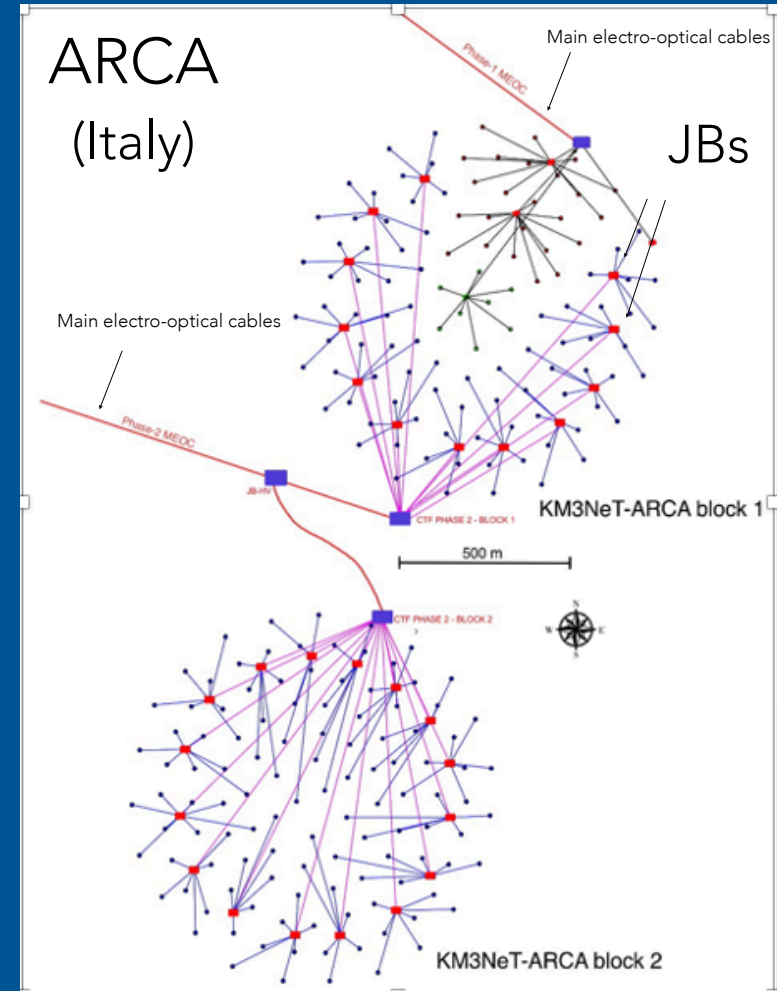 ARCA
(Italy)
Main electro-optical cables
Phase-1 MEOC
JBs
Main electro-optical cables
Phase-2 MEOC
JB-HV
CTF PHASE 2 - BLOCK 1
KM3NeT-ARCA block 1
500 m
CTF PHASE 2 - BLOCK 2
N
W E
S
KM3NeT-ARCA block 2